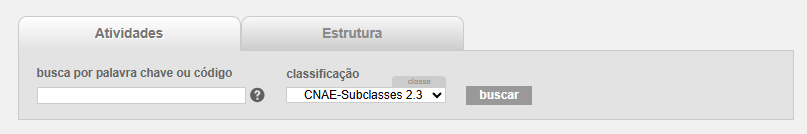 Atividades
Estrutura
busca por palavra chave ou código
classificação
classe
?
CNAE-Subclasses 2.3
buscar